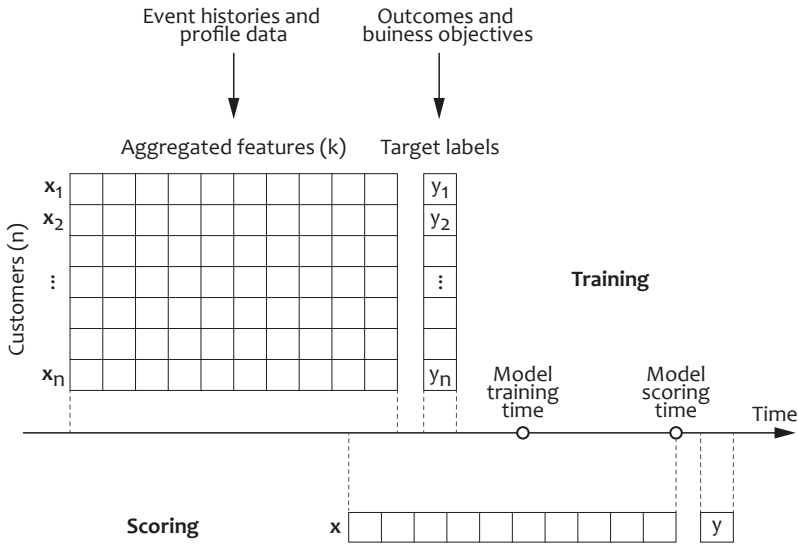 Event histories and
profile data
Outcomes and
buiness objectives
Aggregated features (k)
Target labels
Customers (n)
x1
x2
⋮
xn
y1
y2
⋮
yn
Training
Model
training
time
Model
scoring
time
Time
Scoring
x
y